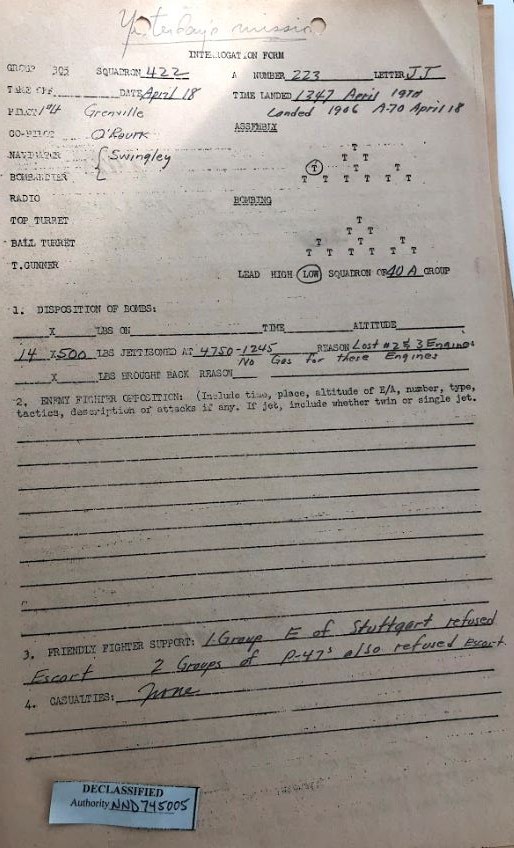 Yesterday's mission
INTERROGATION FORM
GROUP 305 SQUADRON 422 A NUMBER 223 LETTER JJ
TAKE OFF DATE April 18 TIME LANDED 1347 April 19th
PILOT 1st Grenville Landed 1906 A-70 April 18
CO-PILOT O'Rourk ASSEMBLY
NAVIGATOR { Swingley
BOMBARDIER
T
T T
T T T
T T T T T T
RADIO BOMBING
TOP TURRET
BALL TURRET
T
T T
T T T
T T T T T T
T.GUNNER
LEAD HIGH LOW SQUADRON OF 40 A GROUP
1. DISPOSITION OF BOMBS:
X LBS ON TIME ALTITUDE
14 X 500 LBS JETTISONED AT 4750-1245 REASON Lost #2 & 3 Engines
No Gas for these Engines
X LBS BROUGHT BACK REASON
2. ENEMY FIGHTER OPPOSITION: (Include time, place, altitude of E/A, number, type,
tactics, description of attacks if any. If jet, include whether twin or single jet.
3. FRIENDLY FIGHTER SUPPORT: 1 Group E of Stuttgart refused
Escort 2 Groups of P-47s also refused Escort
4. CASUALTIES: None
DECLASSIFIED
Authority NND 745005